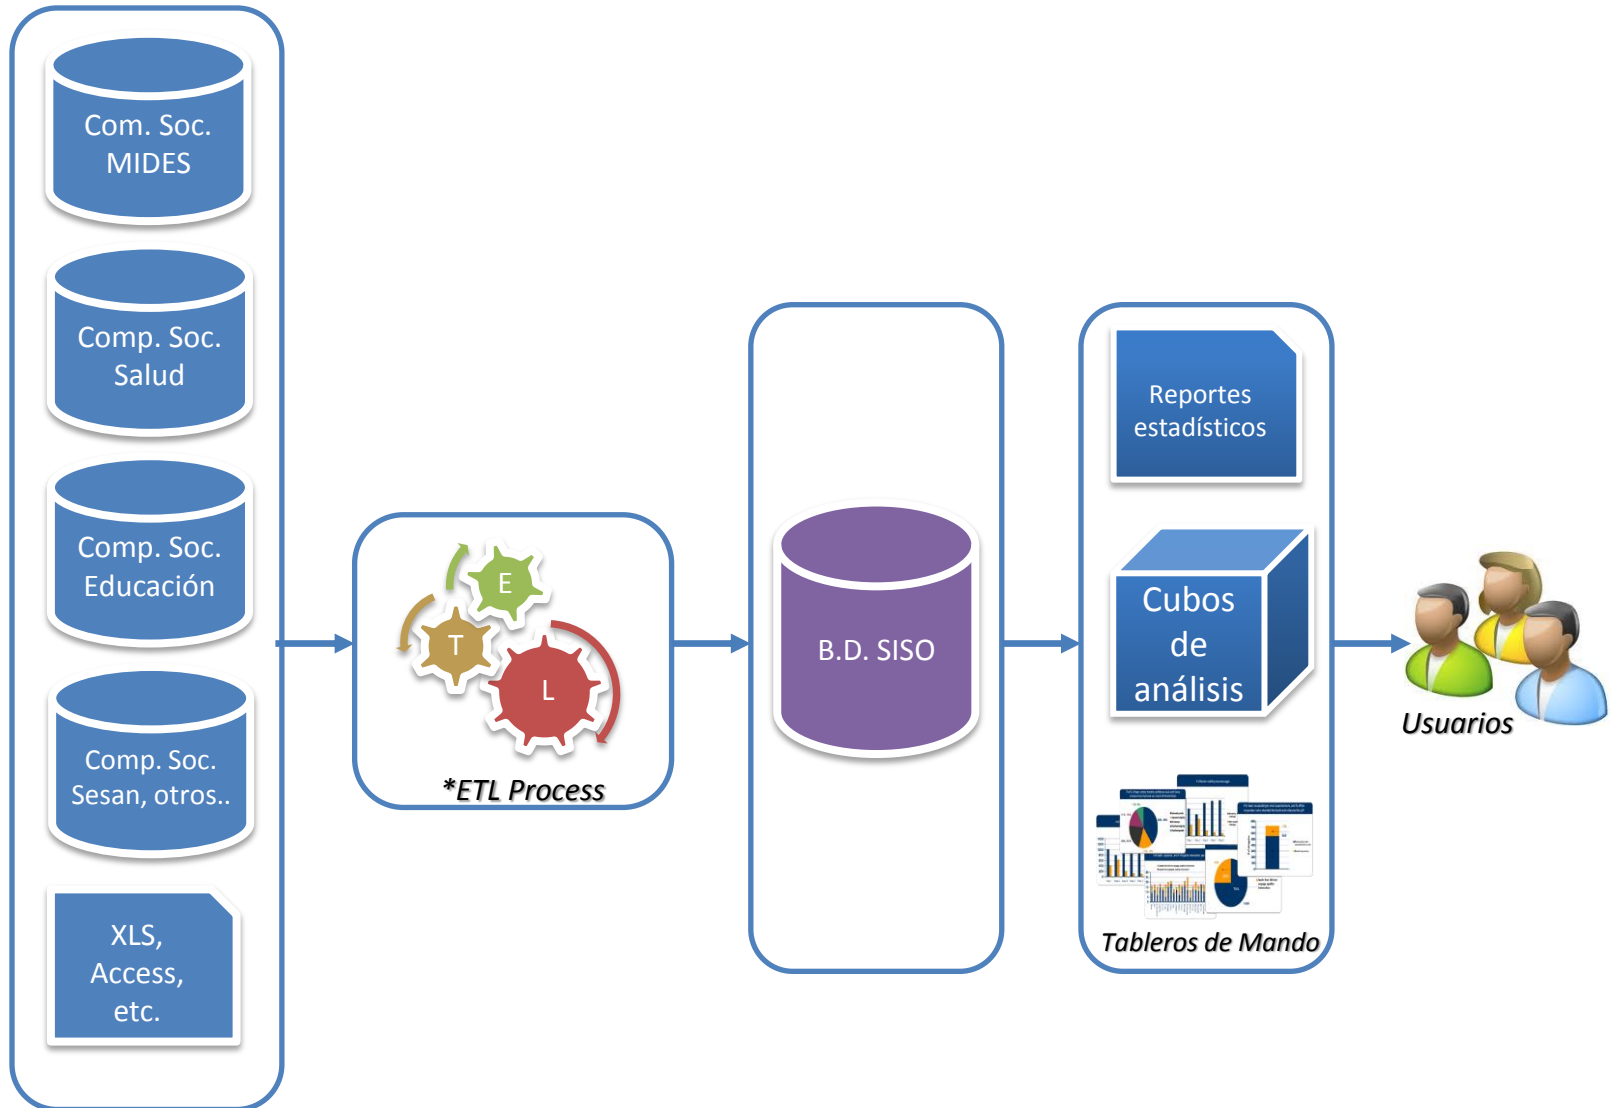 Com. Soc.
MIDES
Comp. Soc.
Salud
Comp. Soc.
Educación
Comp. Soc.
Sesan, otros..
XLS,
Access,
etc.
E
T
L
*ETL Process
B.D. SISO
Reportes
estadísticos
Cubos
de
análisis
Tableros de Mando
Usuarios